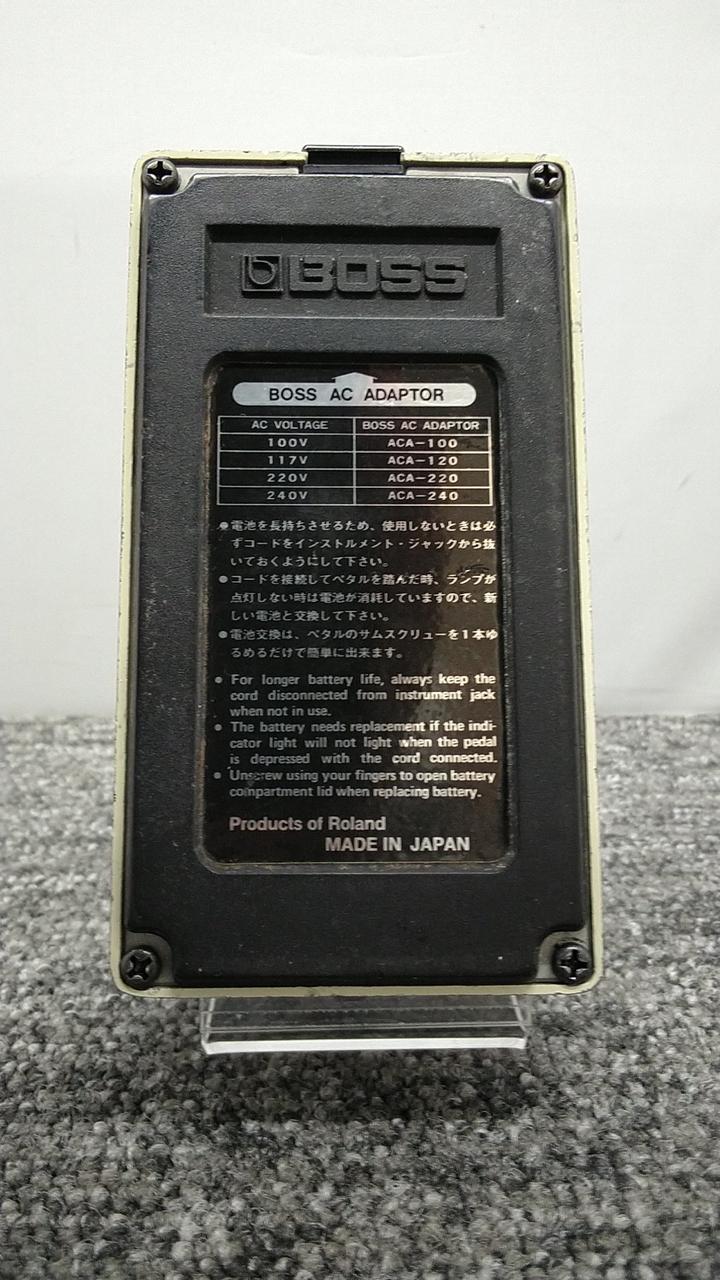 BOSS
BOSS AC ADAPTOR
AC VOLTAGE BOSS AC ADAPTOR
100V ACA-100
117V ACA-120
220V ACA-220
240V ACA-240
●電池を長持ちさせるため、使用しないときは必
ずコードをインストルメント・ジャックから抜
いておくようにして下さい。
●コードを接続してペタルを踏んだ時、ランプが
点灯しない時は電池が消耗していますので、新
しい電池と交換して下さい。
●電池交換は、ペタルのサムスクリューを1本ゆ
るめるだけで簡単に出来ます。
● For longer battery life, always keep the
cord disconnected from instrument jack
when not in use.
● The battery needs replacement if the indi-
cator light will not light when the pedal
is depressed with the cord connected.
● Unscrew using your fingers to open battery
compartment lid when replacing battery.
Products of Roland
MADE IN JAPAN